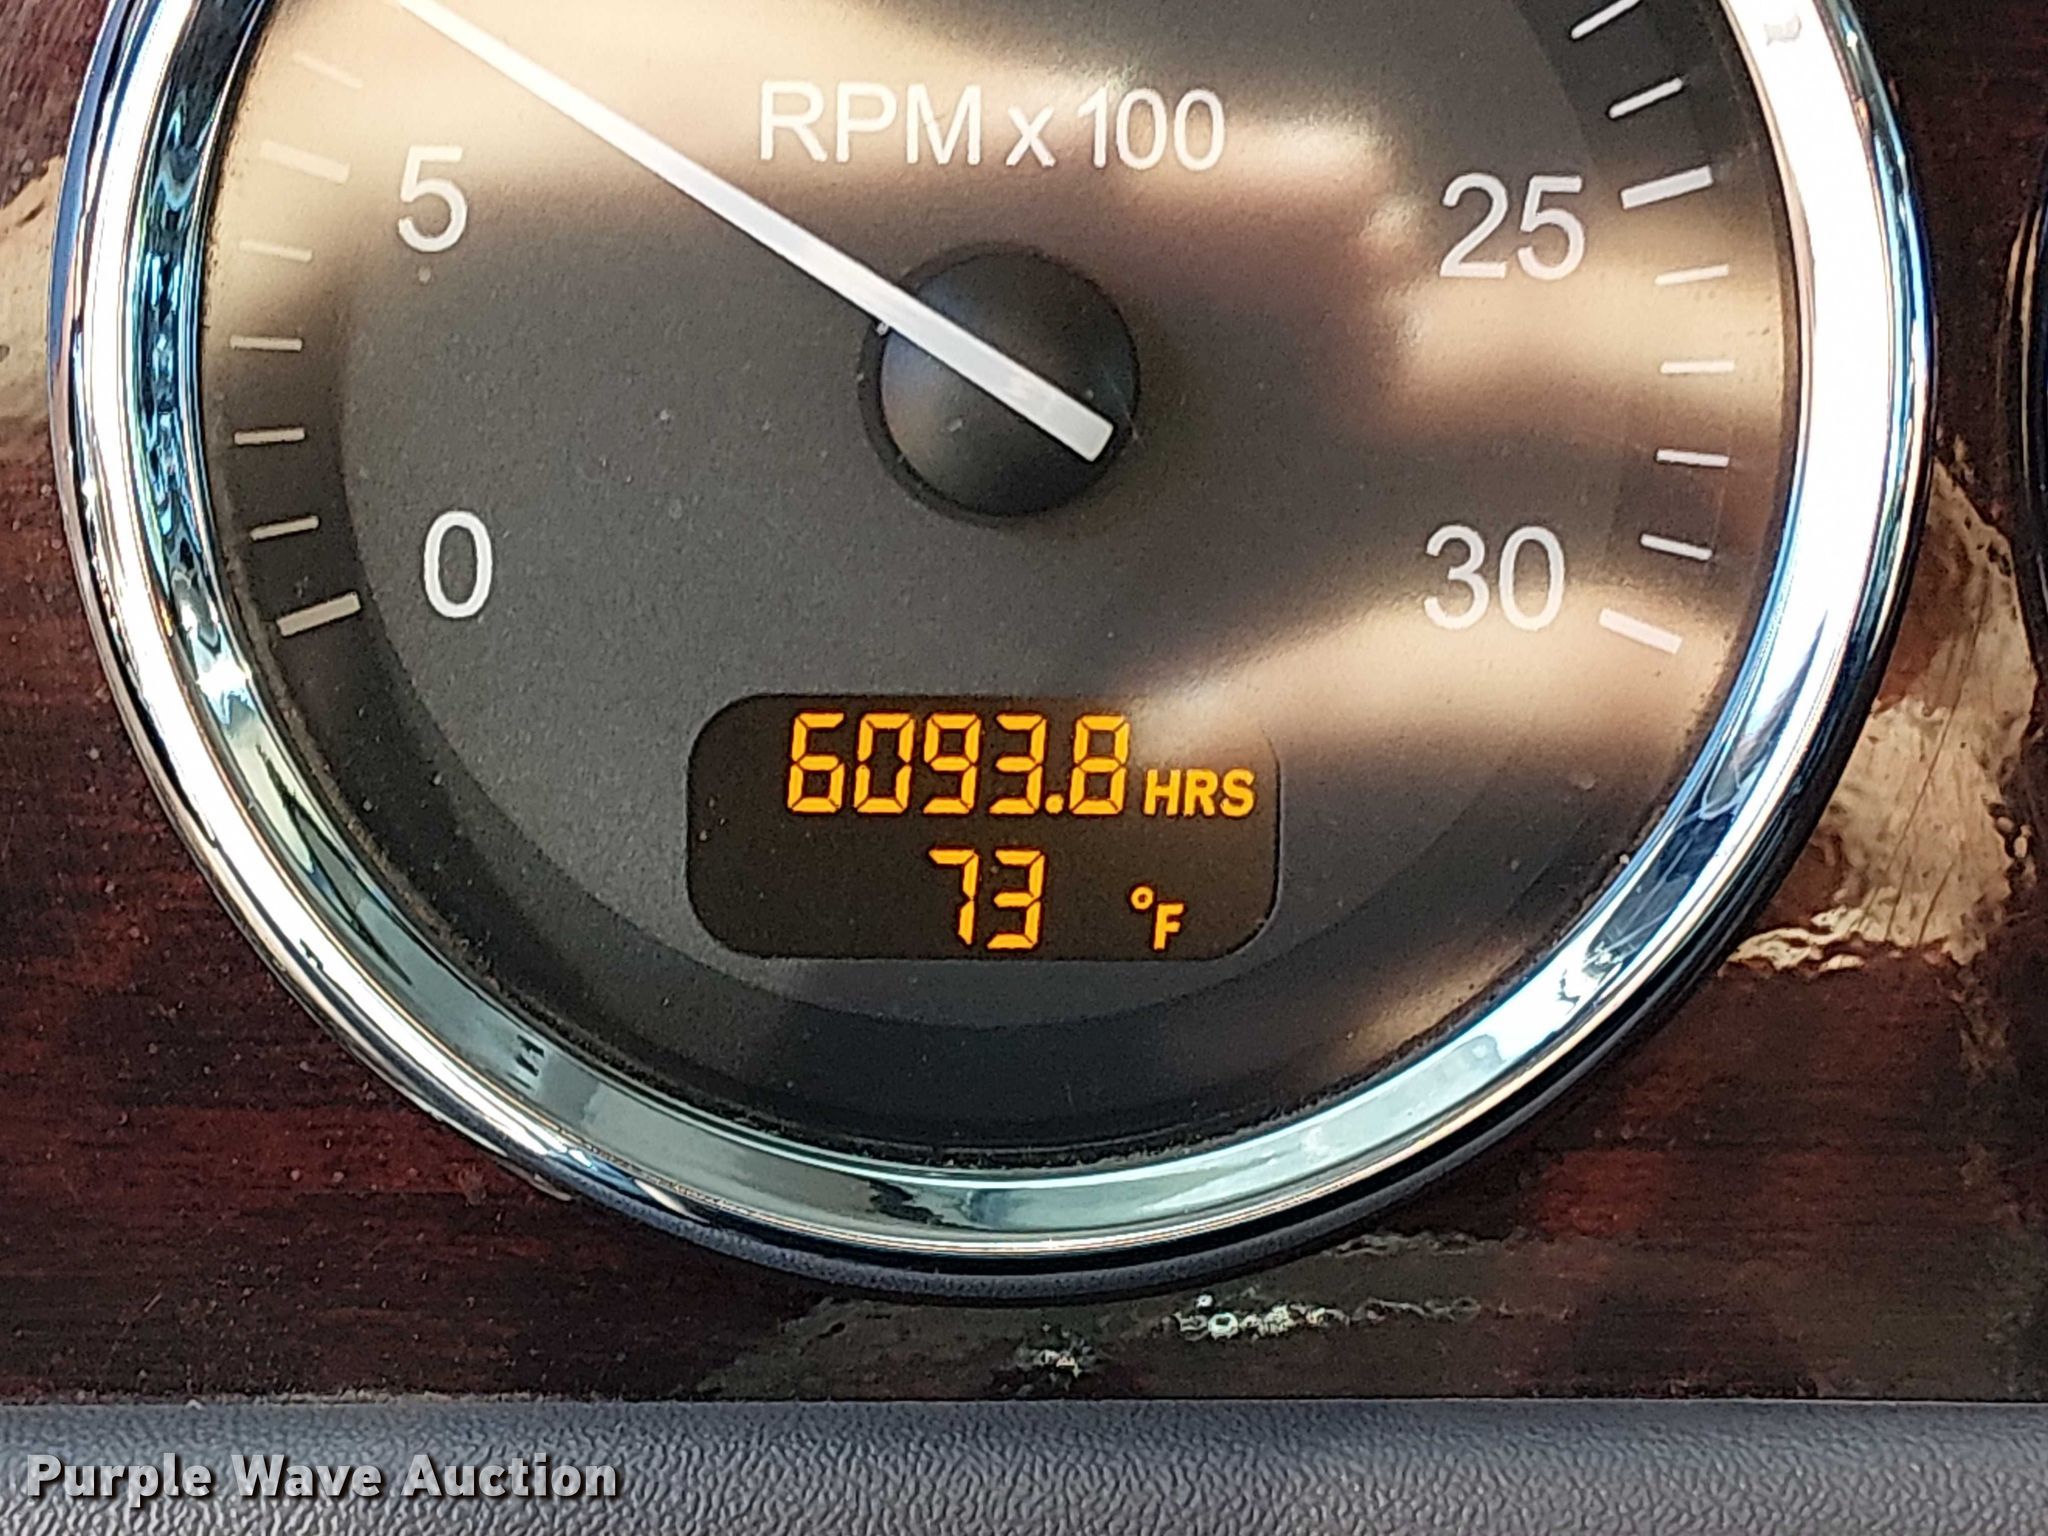 RPM x 100
5
25
0
30
6093.8 HRS
73 °F
Purple Wave Auction